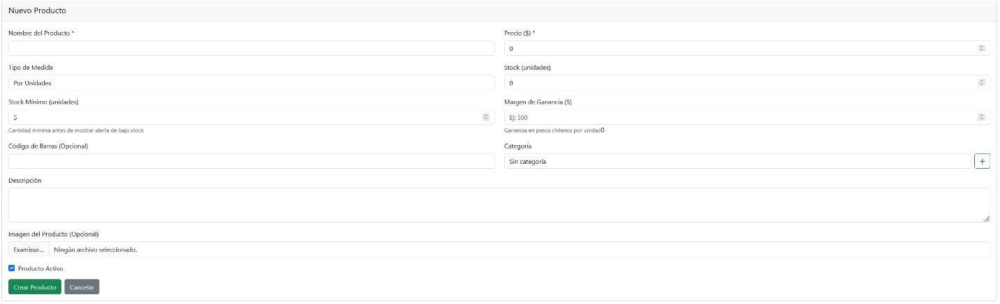 Nuevo Producto
Nombre del Producto *
Precio ($) *
0
Tipo de Medida
Stock (unidades)
Por Unidades
0
Stock Mínimo (unidades)
Margen de Ganancia ($)
5
Ej: 500
Cantidad mínima antes de mostrar alerta de bajo stock
Ganancia en pesos chilenos por unidad0
Código de Barras (Opcional)
Categoría
Sin categoría
+
Descripción
Imagen del Producto (Opcional)
Examinar... Ningún archivo seleccionado.
Producto Activo
Crear Producto Cancelar